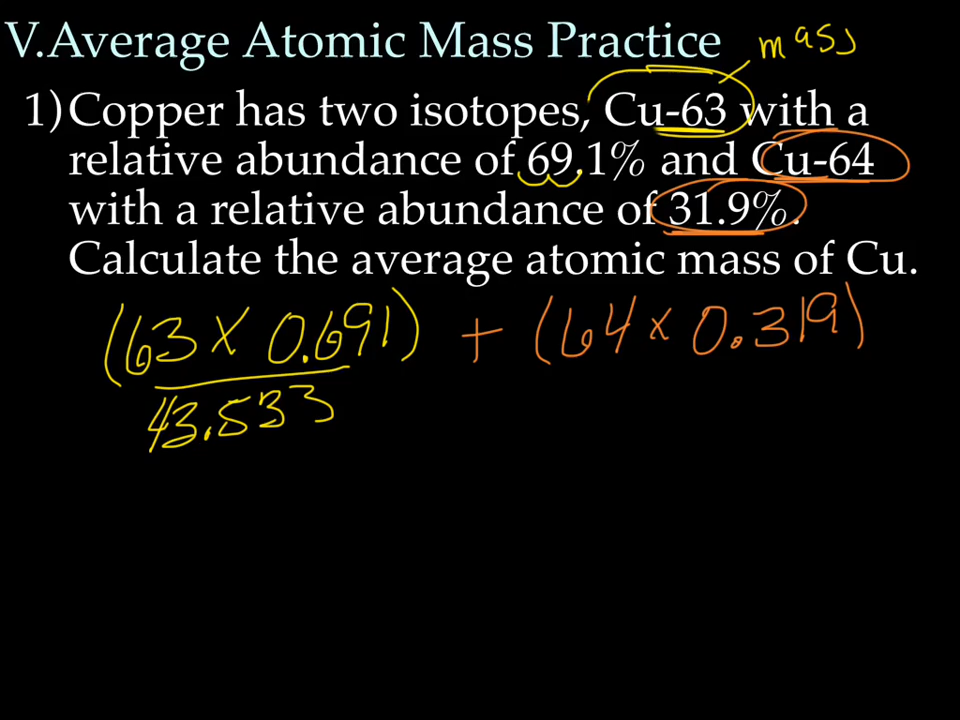 V.Average Atomic Mass Practice
mass
1)Copper has two isotopes, Cu-63 with a
relative abundance of 69.1% and Cu-64
with a relative abundance of 31.9%.
Calculate the average atomic mass of Cu.
(63 x 0.691) + (64 x 0.319)
43.533